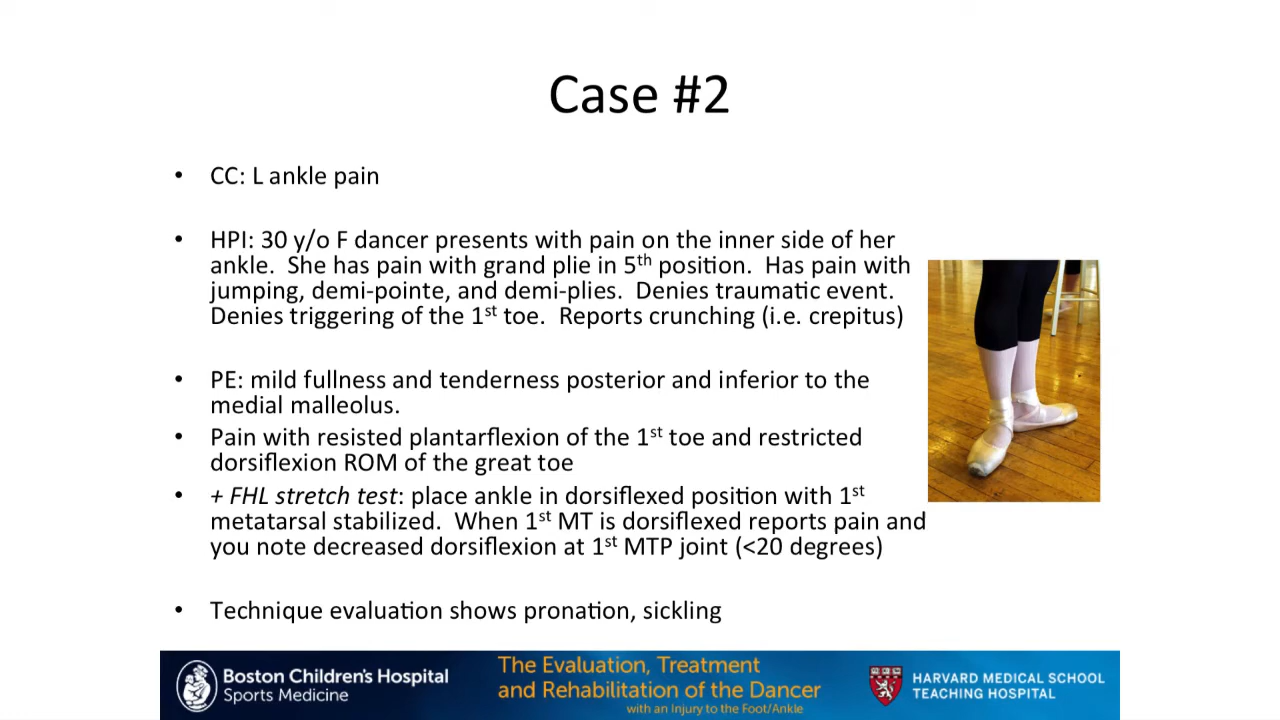 Case #2
• CC: L ankle pain
• HPI: 30 y/o F dancer presents with pain on the inner side of her
ankle. She has pain with grand plie in 5th position. Has pain with
jumping, demi-pointe, and demi-plies. Denies traumatic event.
Denies triggering of the 1st toe. Reports crunching (i.e. crepitus)
• PE: mild fullness and tenderness posterior and inferior to the
medial malleolus.
• Pain with resisted plantarflexion of the 1st toe and restricted
dorsiflexion ROM of the great toe
• + FHL stretch test: place ankle in dorsiflexed position with 1st
metatarsal stabilized. When 1st MT is dorsiflexed reports pain and
you note decreased dorsiflexion at 1st MTP joint (<20 degrees)
• Technique evaluation shows pronation, sickling
Boston Children's Hospital
Sports Medicine
The Evaluation, Treatment
and Rehabilitation of the Dancer
with an Injury to the Foot/Ankle
HARVARD MEDICAL SCHOOL
TEACHING HOSPITAL